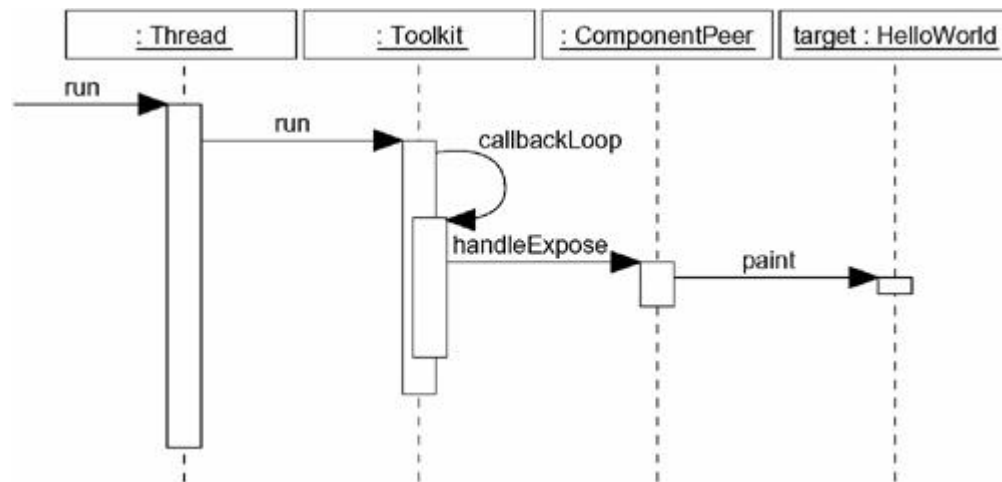 : Thread
: Toolkit
: ComponentPeer
target : HelloWorld
run
run
callbackLoop
handleExpose
paint